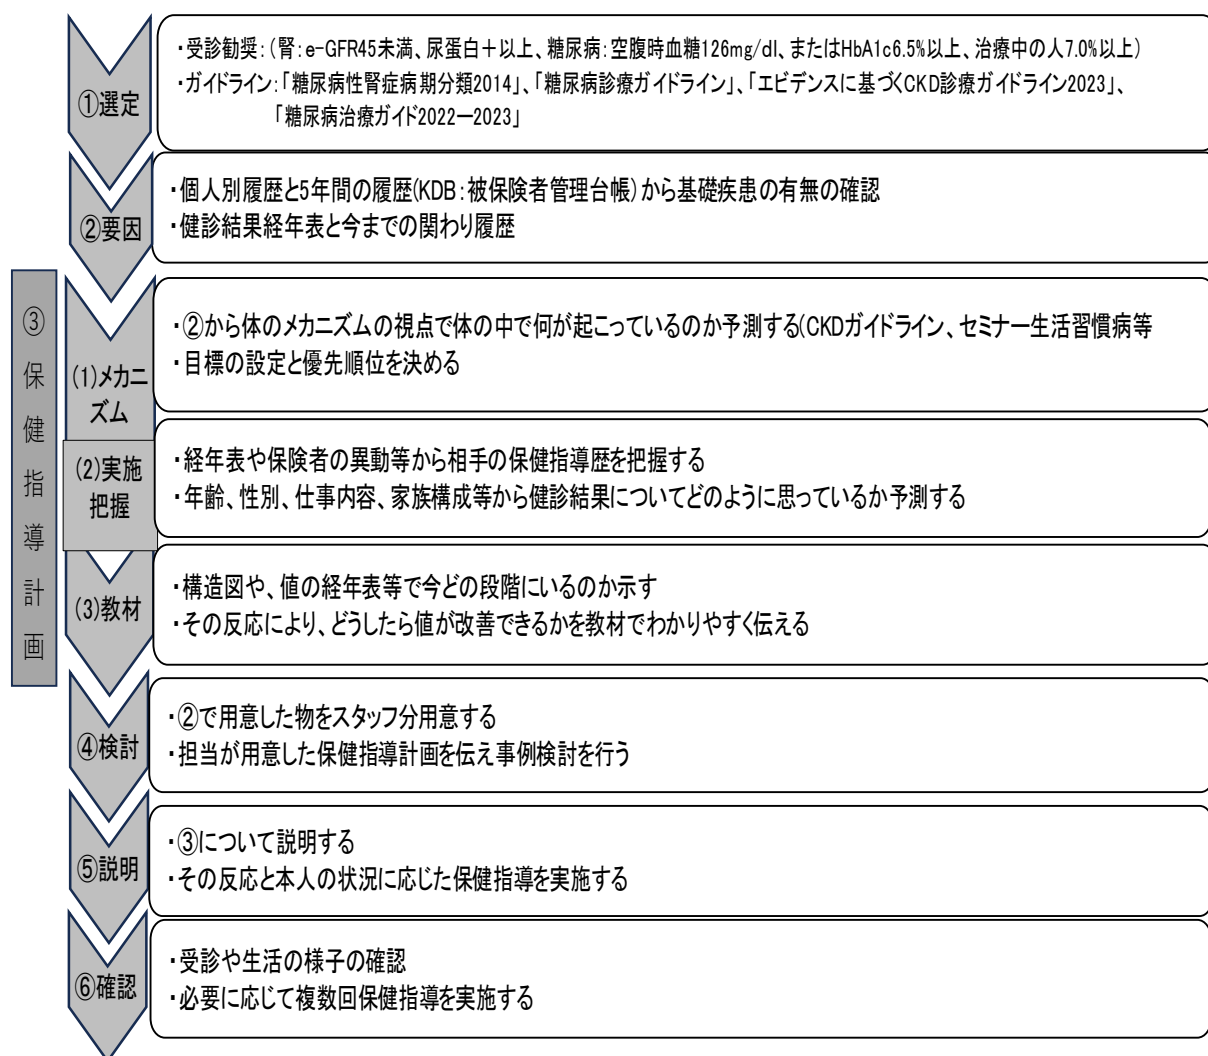 ①選定
・受診勧奨：（腎：e-GFR45未満、尿蛋白＋以上、糖尿病：空腹時血糖126mg/dl、またはHbA1c6.5%以上、治療中の人7.0%以上）
・ガイドライン：「糖尿病性腎症病期分類2014」、「糖尿病診療ガイドライン」、「エビデンスに基づくCKD診療ガイドライン2023」、
「糖尿病治療ガイド2022ー2023」
②要因
・個人別履歴と5年間の履歴(KDB：被保険者管理台帳)から基礎疾患の有無の確認
・健診結果経年表と今までの関わり履歴
③保健指導計画
(1)メカニ
ズム
・②から体のメカニズムの視点で体の中で何が起こっているのか予測する(CKDガイドライン、セミナー生活習慣病等
・目標の設定と優先順位を決める
(2)実施
把握
・経年表や保険者の異動等から相手の保健指導歴を把握する
・年齢、性別、仕事内容、家族構成等から健診結果についてどのように思っているか予測する
(3)教材
・構造図や、値の経年表等で今どの段階にいるのか示す
・その反応により、どうしたら値が改善できるかを教材でわかりやすく伝える
④検討
・②で用意した物をスタッフ分用意する
・担当が用意した保健指導計画を伝え事例検討を行う
⑤説明
・③について説明する
・その反応と本人の状況に応じた保健指導を実施する
⑥確認
・受診や生活の様子の確認
・必要に応じて複数回保健指導を実施する